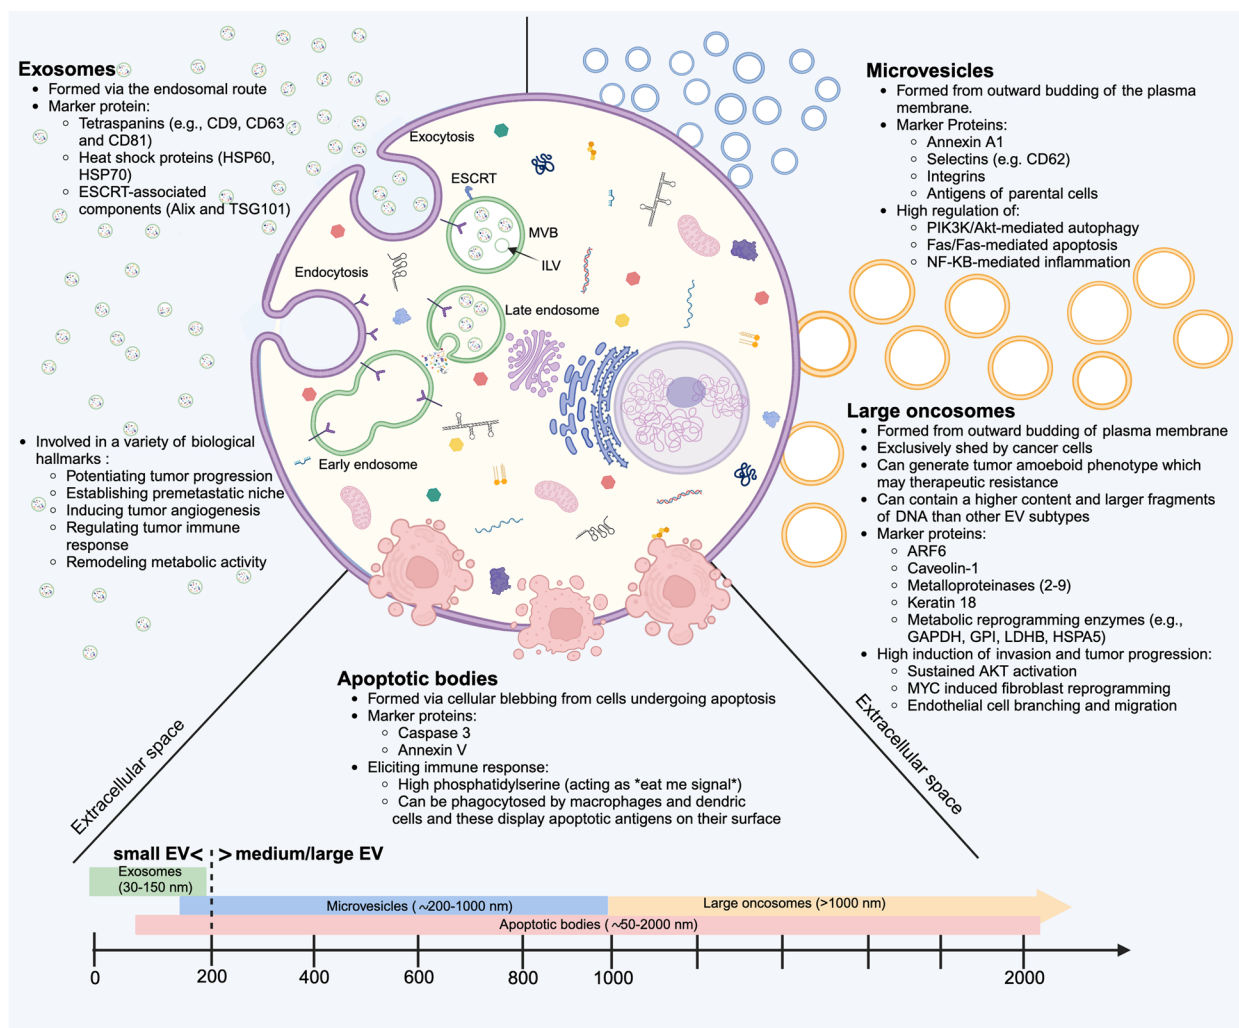 Exosomes
• Formed via the endosomal route
• Marker protein:
○ Tetraspanins (e.g., CD9, CD63
and CD81)
○ Heat shock proteins (HSP60,
HSP70)
○ ESCRT-associated
components (Alix and TSG101)
• Involved in a variety of biological
hallmarks :
○ Potentiating tumor progression
○ Establishing premetastatic niche
○ Inducing tumor angiogenesis
○ Regulating tumor immune
response
○ Remodeling metabolic activity
Exocytosis
ESCRT
MVB
ILV
Endocytosis
Late endosome
Early endosome
Microvesicles
• Formed from outward budding of the plasma
membrane.
• Marker Proteins:
○ Annexin A1
○ Selectins (e.g. CD62)
○ Integrins
○ Antigens of parental cells
• High regulation of:
○ PIK3K/Akt-mediated autophagy
○ Fas/Fas-mediated apoptosis
○ NF-KB-mediated inflammation
Large oncosomes
• Formed from outward budding of plasma membrane
• Exclusively shed by cancer cells
• Can generate tumor amoeboid phenotype which
may therapeutic resistance
• Can contain a higher content and larger fragments
of DNA than other EV subtypes
• Marker proteins:
○ ARF6
○ Caveolin-1
○ Metalloproteinases (2-9)
○ Keratin 18
○ Metabolic reprogramming enzymes (e.g.,
GAPDH, GPI, LDHB, HSPA5)
• High induction of invasion and tumor progression:
○ Sustained AKT activation
○ MYC induced fibroblast reprogramming
○ Endothelial cell branching and migration
Apoptotic bodies
• Formed via cellular blebbing from cells undergoing apoptosis
• Marker proteins:
○ Caspase 3
○ Annexin V
• Eliciting immune response:
○ High phosphatidylserine (acting as *eat me signal*)
○ Can be phagocytosed by macrophages and dendric
cells and these display apoptotic antigens on their surface
Extracellular space
Extracellular space
small EV< > medium/large EV
Exosomes
(30-150 nm)
Microvesicles ( ~200-1000 nm)
Large oncosomes (>1000 nm)
Apoptotic bodies ( ~50-2000 nm)
0 200 400 600 800 1000 2000